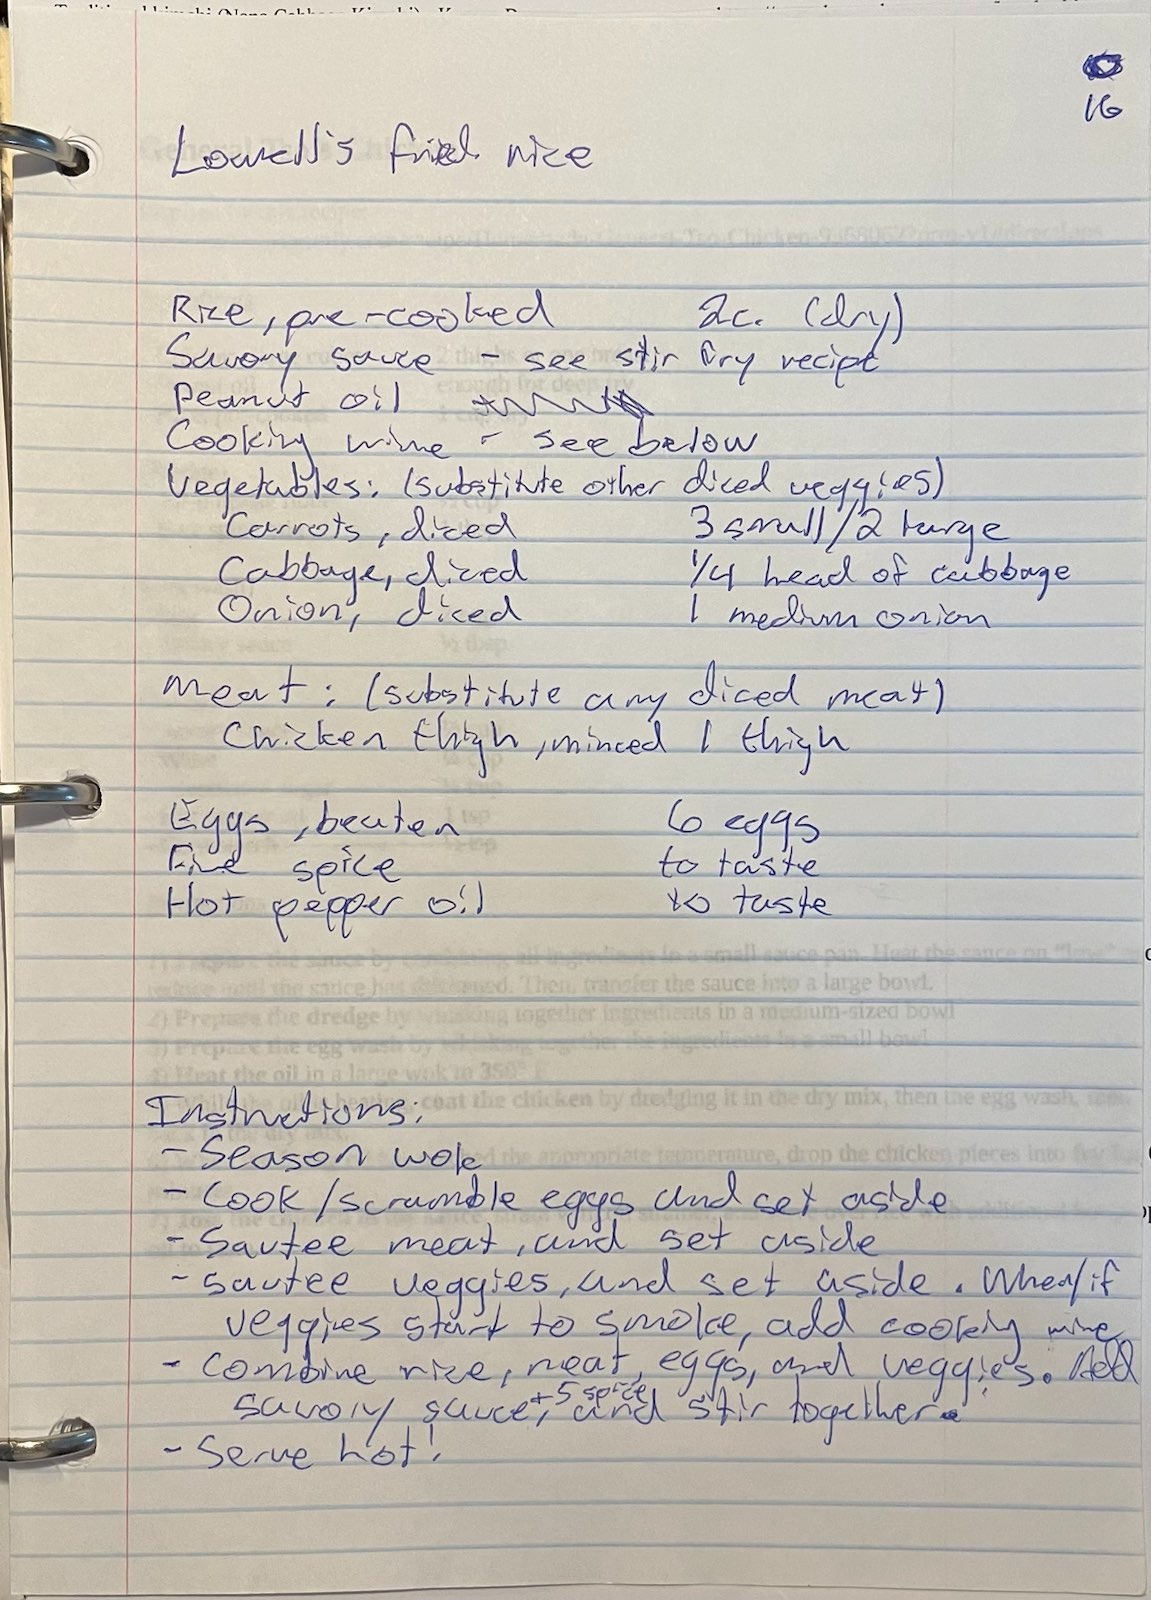 16
Lowell's fried rice
Rice, pre-cooked 2c. (dry)
Savory sauce - see stir fry recipe
Peanut oil
Cooking wine - see below
Vegetables: (substitute other diced veggies)
Carrots, diced 3 small/2 large
Cabbage, diced 1/4 head of cabbage
Onion, diced 1 medium onion
Meat: (substitute any diced meat)
Chicken thigh, minced 1 thigh
Eggs, beaten 6 eggs
Five spice to taste
Hot pepper oil to taste
Instructions:
- Season wok
- Cook/scramble eggs and set aside
- Sautee meat, and set aside
- Sautee veggies, and set aside. When/if
veggies start to smoke, add cooking wine
- Combine rice, meat, eggs, and veggies. Add
savory sauce, + 5 spice and stir together.
- Serve hot!